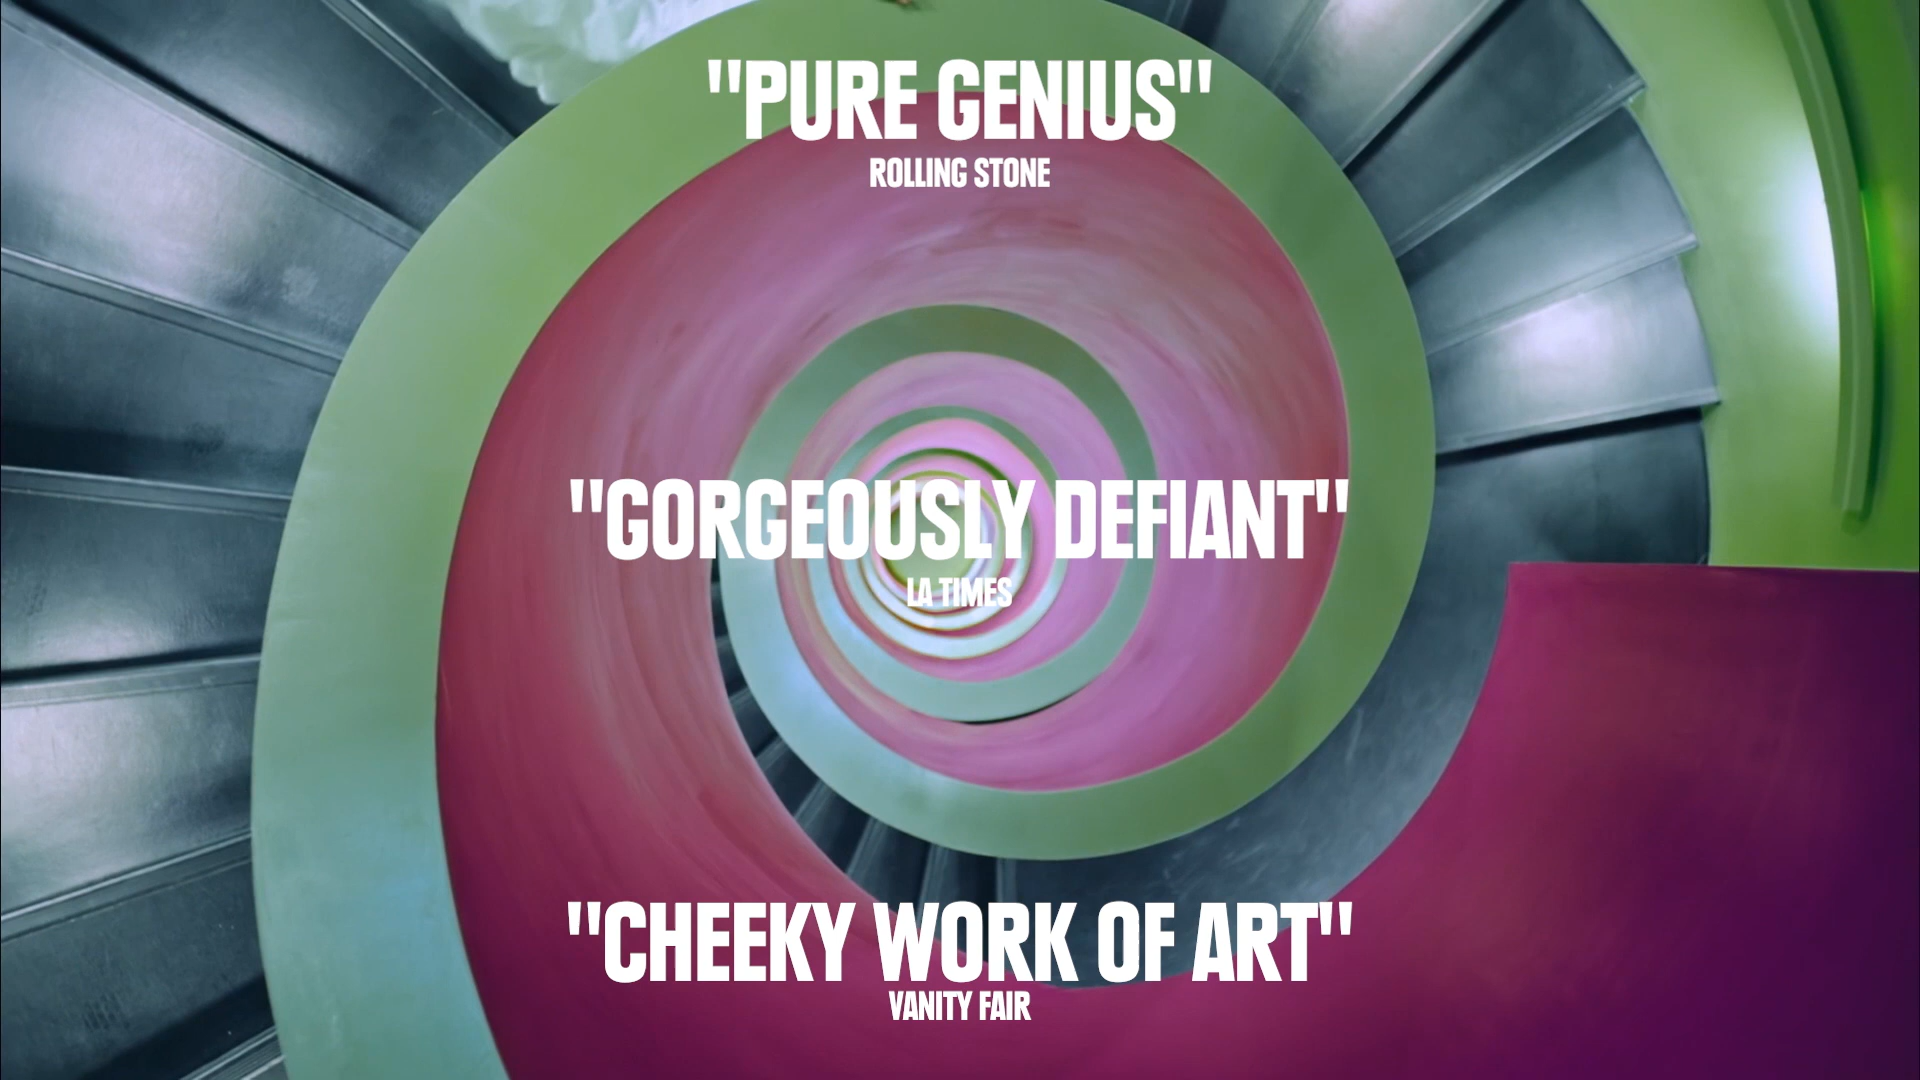 "PURE GENIUS"
ROLLING STONE
"GORGEOUSLY DEFIANT"
LA TIMES
"CHEEKY WORK OF ART"
VANITY FAIR